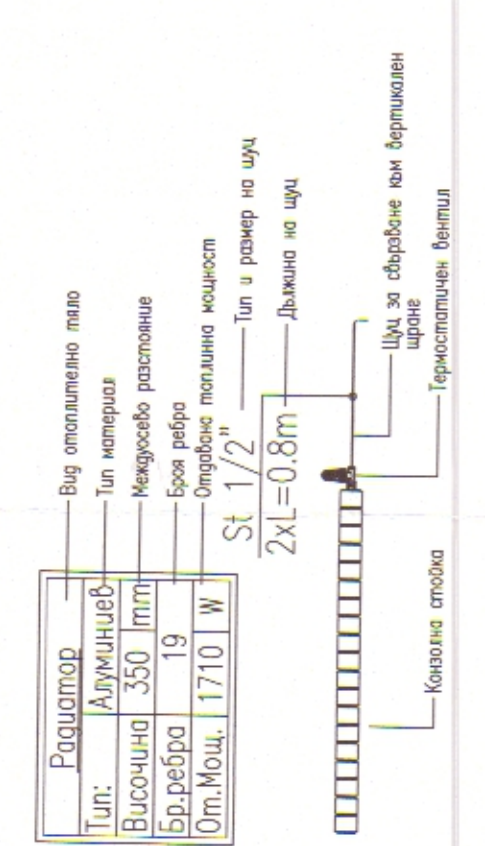 Радиатор
Тип: Алуминиев
Височина 350 mm
Бр.ребра 19
От.Мощ. 1710 W
Вид отоплително тяло
Тип материал
Междуосево разстояние
Броя ребра
Отдавана топлинна мощност
St 1/2"
2xL=0.8m
Тип и размер на щуц
Дължина на щуц
Щуц за свързване към вертикален
щранг
Термостатичен вентил
Конзолна стойка